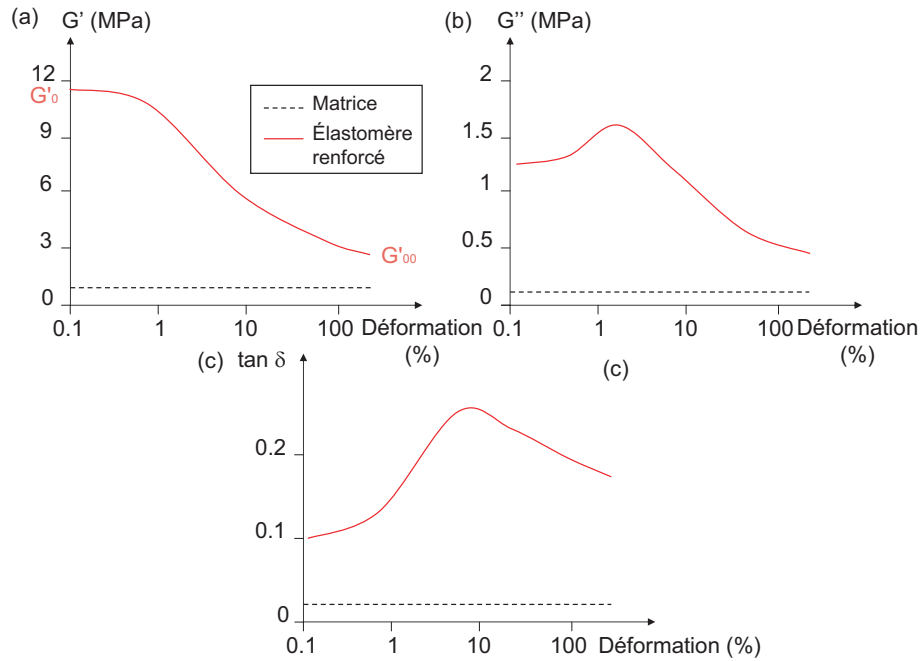 (a) G' (MPa)
12
G'0
9
6
3
0
0.1 1 10 100 Déformation
(%)
G'00
Matrice
Élastomère
renforcé
(b) G'' (MPa)
2
1.5
1
0.5
0
0.1 1 10 100 Déformation
(%)
(c)
(c) tan δ
0.2
0.1
0
0.1 1 10 100 Déformation (%)